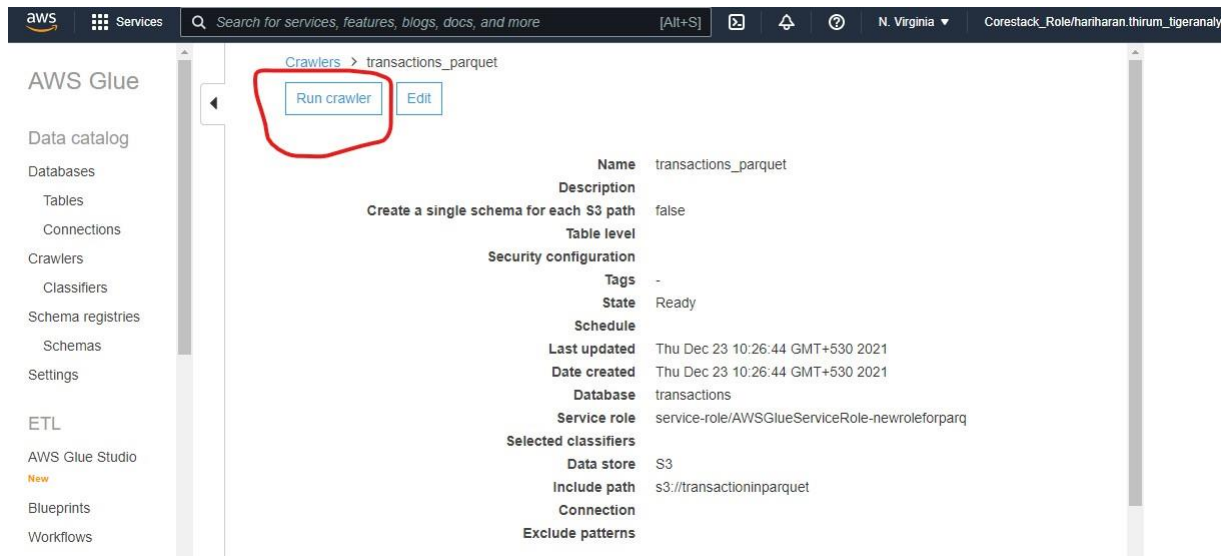 aws Services Search for services, features, blogs, docs, and more [Alt+S] N. Virginia ▼ Corestack_Role/hariharan.thirum_tigeranaly
AWS Glue
Data catalog
Databases
Tables
Connections
Crawlers
Classifiers
Schema registries
Schemas
Settings
ETL
AWS Glue Studio
New
Blueprints
Workflows
Crawlers > transactions_parquet
Run crawler Edit
Name transactions_parquet
Description
Create a single schema for each S3 path false
Table level
Security configuration
Tags -
State Ready
Schedule
Last updated Thu Dec 23 10:26:44 GMT+530 2021
Date created Thu Dec 23 10:26:44 GMT+530 2021
Database transactions
Service role service-role/AWSGlueServiceRole-newroleforparq
Selected classifiers
Data store S3
Include path s3://transactioninparquet
Connection
Exclude patterns